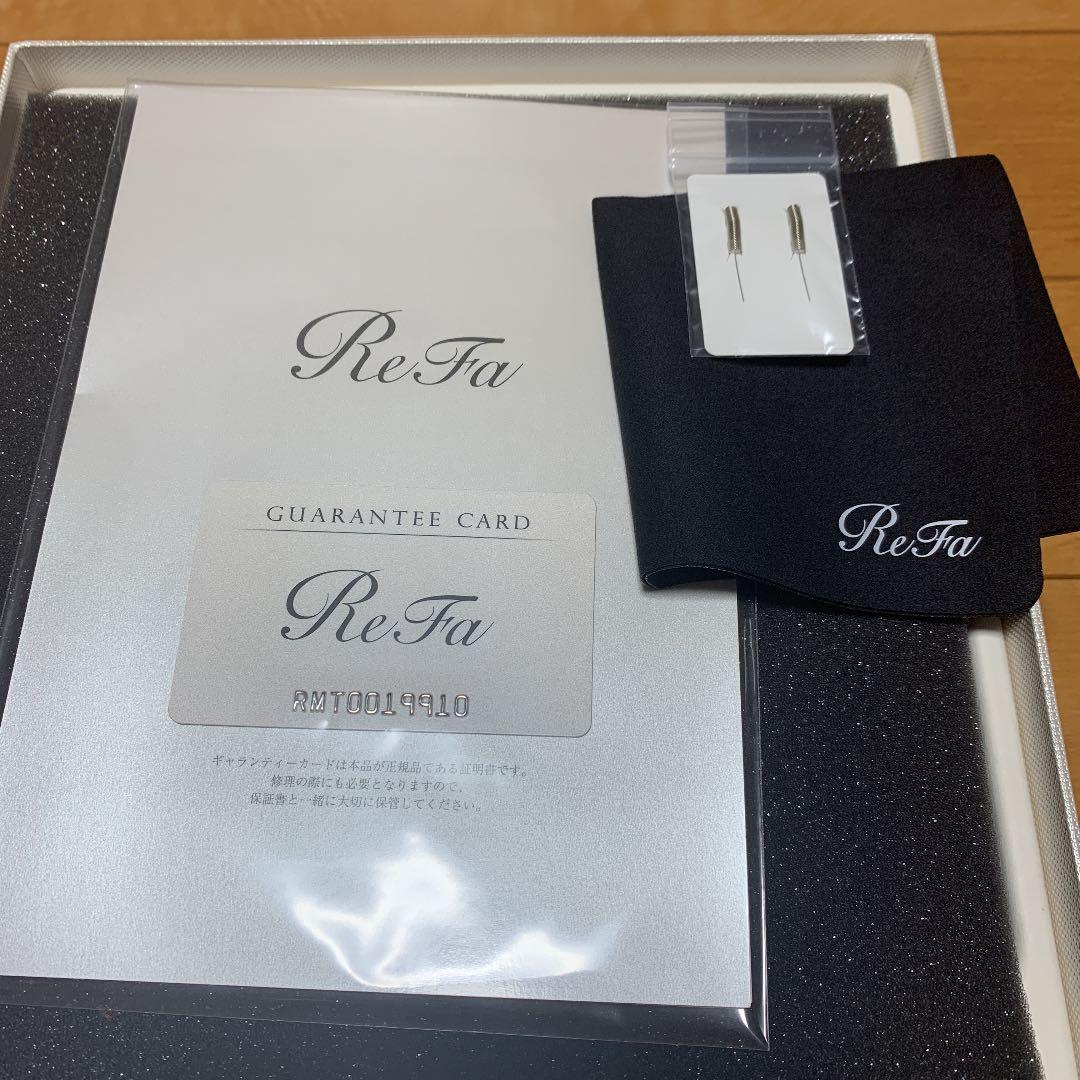 ReFa
GUARANTEE CARD
ReFa
RMT0019910
ギャランティーカードは本品が正規品である証明書です。
修理の際にも必要となりますので、
保証書と一緒に大切に保管してください。
ReFa